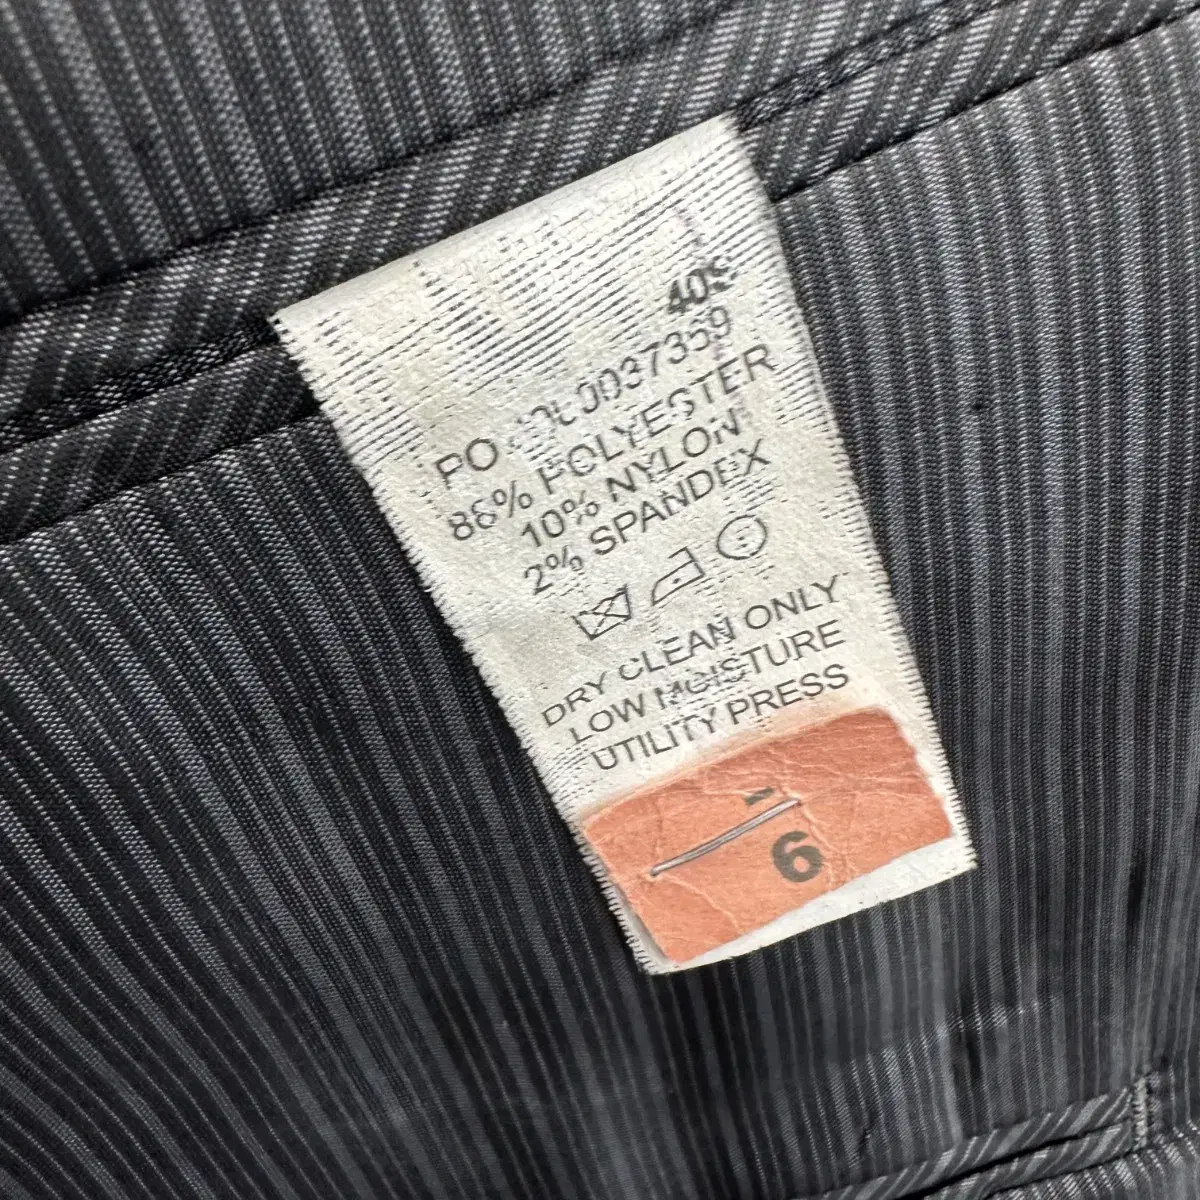 40S
PO
88% POLYESTER
10% NYLON
2% SPANDEX
DRY CLEAN ONLY
LOW MOISTURE
UTILITY PRESS
-
6